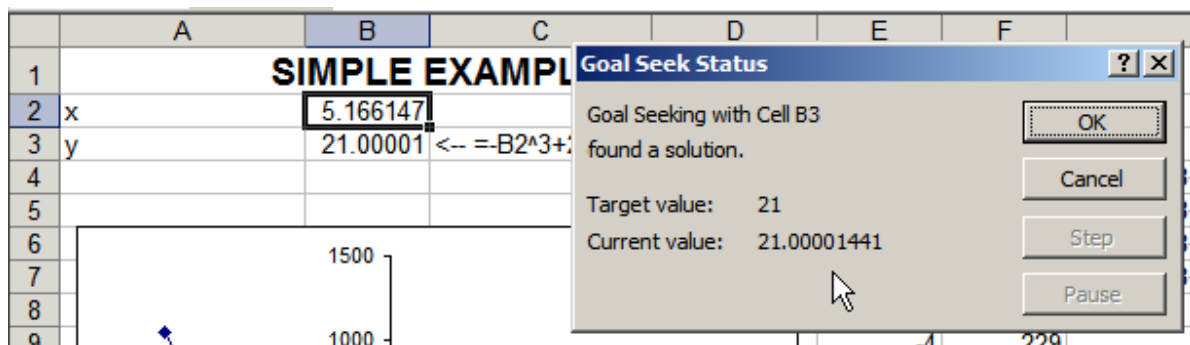 A B C D E F
1 SIMPLE
2 x 5.166147
3 y 21.00001 <-- =-B2^3+
4
5
6
7
8
9
1500
1000
-4 229
Goal Seek Status
Goal Seeking with Cell B3
found a solution.
Target value: 21
Current value: 21.00001441
OK
Cancel
Step
Pause